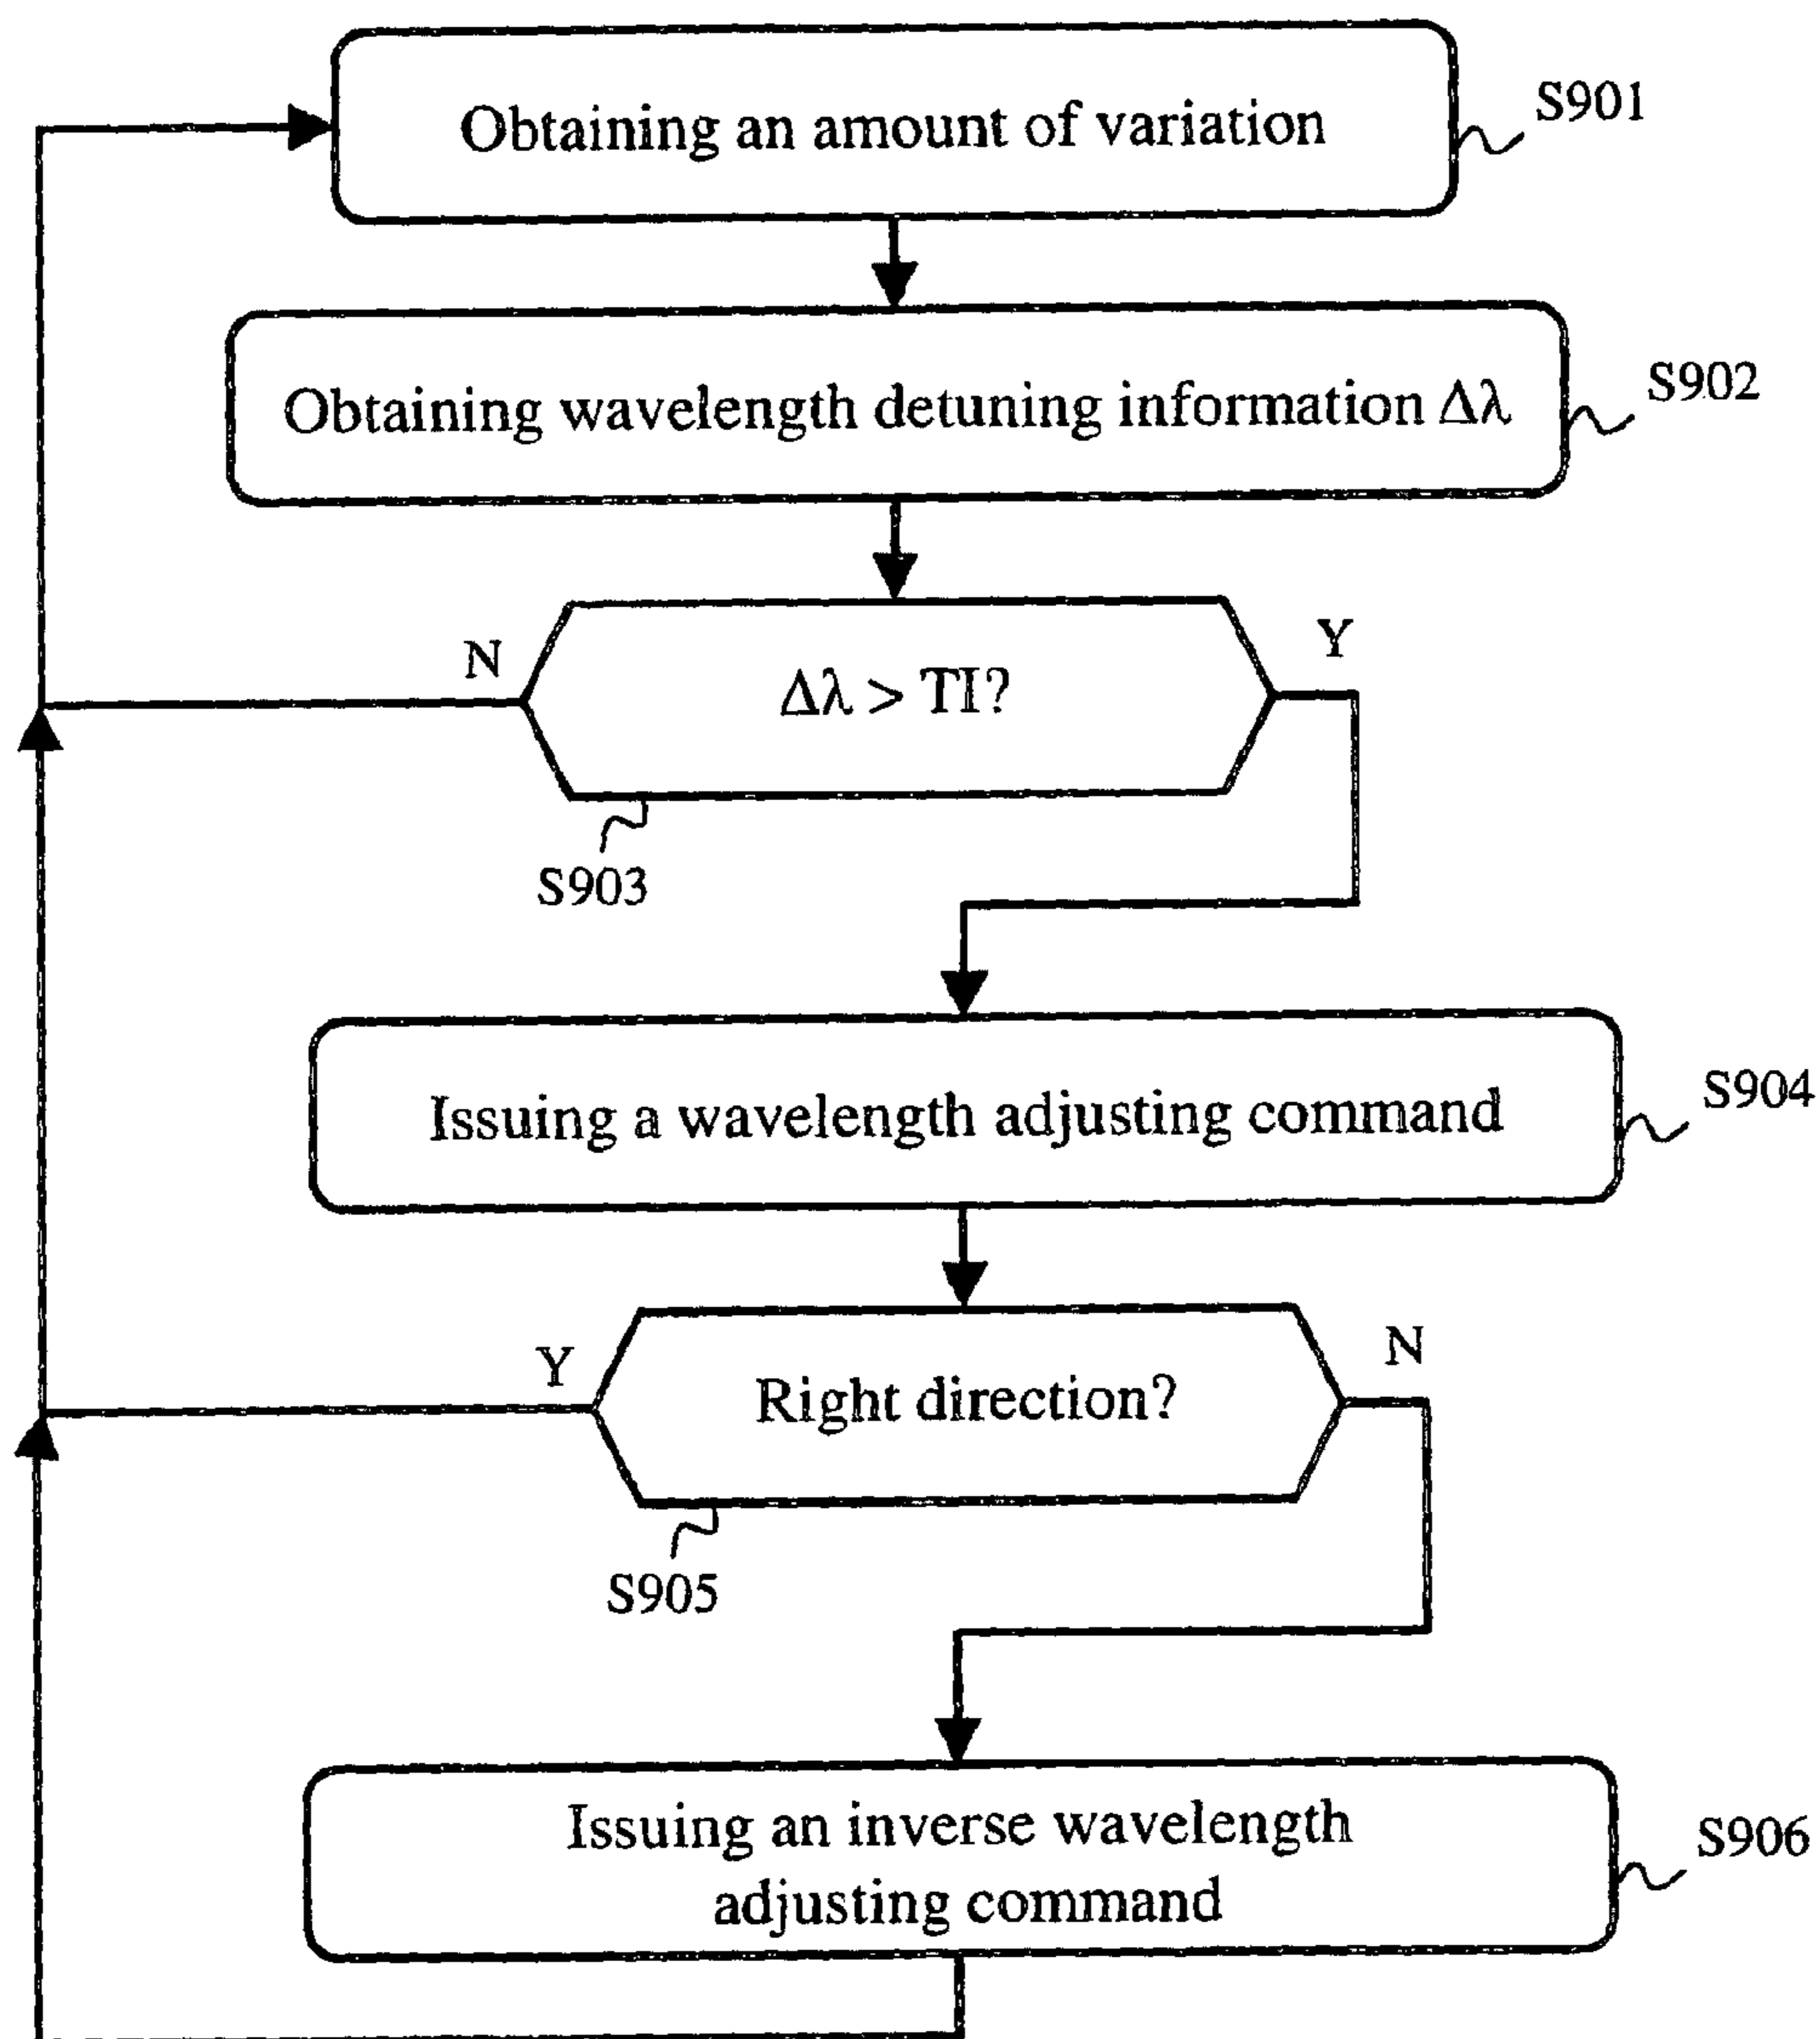 Obtaining an amount of variation
S901
Obtaining wavelength detuning information Δλ
S902
N
Y
Δλ > TI?
S903
Issuing a wavelength adjusting command
S904
Y
N
Right direction?
S905
Issuing an inverse wavelength
adjusting command
S906